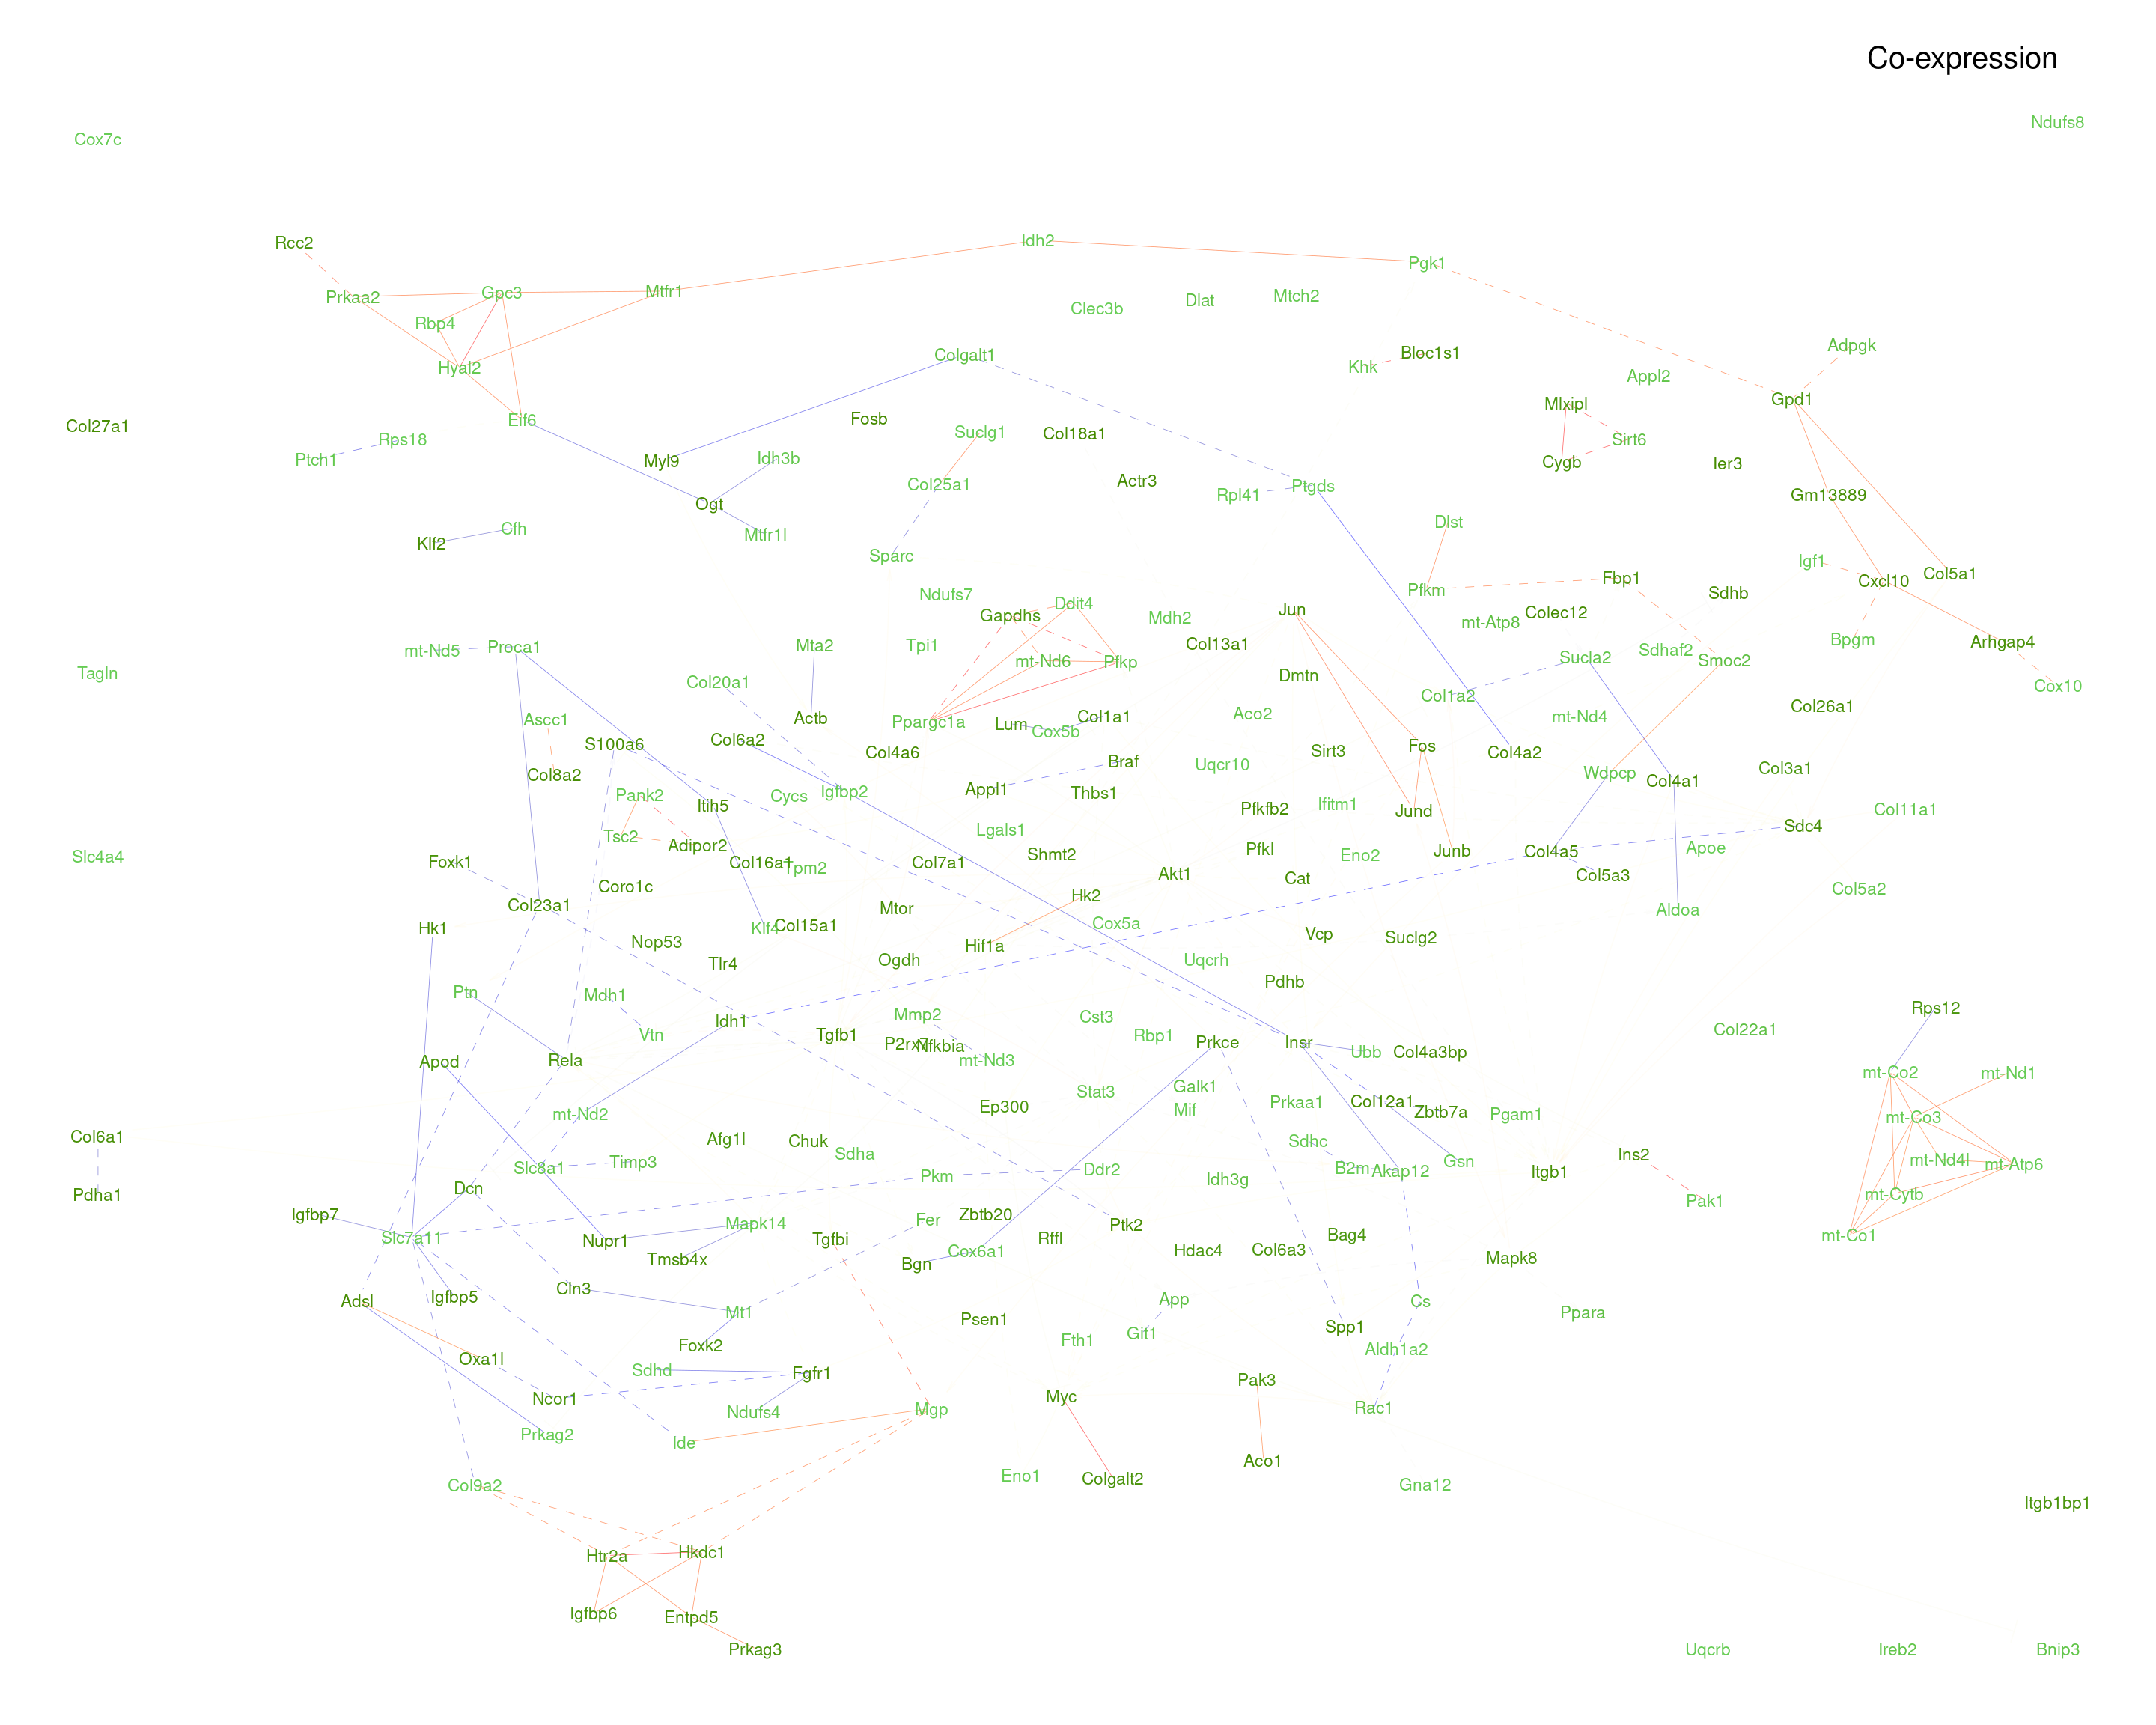 Co-expression
Ndufs8
Cox7c
Idh2
Rcc2
Pgk1
Gpc3
Mtfr1
Prkaa2
Mtch2
Dlat
Clec3b
Rbp4
Adpgk
Bloc1s1
Colgalt1
Khk
Hyal2
Appl2
Gpd1
Mlxipl
Fosb
Eif6
Col27a1
Suclg1
Col18a1
Rps18
Sirt6
Idh3b
Ptch1
Myl9
Cygb
Ier3
Actr3
Col25a1
Ptgds
Rpl41
Gm13889
Ogt
Dlst
Cfh
Mtfr1l
Klf2
Sparc
Igf1
Col5a1
Fbp1
Cxcl10
Pfkm
Sdhb
Ndufs7
Ddit4
Jun
Colec12
Gapdhs
Mdh2
mt-Atp8
Bpgm
Arhgap4
Col13a1
Mta2
Tpi1
Proca1
mt-Nd5
Sdhaf2
Sucla2
Smoc2
mt-Nd6
Pfkp
Tagln
Dmtn
Col20a1
Cox10
Col1a2
Col26a1
Aco2
Col1a1
Actb
mt-Nd4
Ascc1
Ppargc1a
Lum
Cox5b
Col6a2
S100a6
Fos
Sirt3
Col4a6
Col4a2
Braf
Uqcr10
Col3a1
Wdpcp
Col8a2
Col4a1
Appl1
Igfbp2
Thbs1
Pank2
Cycs
Itih5
Ifitm1
Pfkfb2
Jund
Col11a1
Sdc4
Lgals1
Tsc2
Adipor2
Apoe
Pfkl
Junb
Col4a5
Shmt2
Eno2
Slc4a4
Foxk1
Col16a1
Tpm2
Col7a1
Akt1
Cat
Col5a3
Coro1c
Col5a2
Hk2
Col23a1
Mtor
Aldoa
Cox5a
Col15a1
Klf4
Hk1
Vcp
Suclg2
Nop53
Hif1a
Ogdh
Uqcrh
Tlr4
Pdhb
Ptn
Mdh1
Rps12
Mmp2
Cst3
Idh1
Col22a1
Vtn
Tgfb1
Rbp1
Prkce
Insr
P2rx7
Nfkbia
Ubb
Col4a3bp
Rela
Apod
mt-Nd3
mt-Co2
mt-Nd1
Galk1
Stat3
Prkaa1
Col12a1
Ep300
Mif
Zbtb7a
mt-Nd2
Pgam1
mt-Co3
Col6a1
Afg1l
Chuk
Sdhc
Sdha
Ins2
Timp3
Gsn
mt-Nd4l
mt-Atp6
Slc8a1
Ddr2
B2m
Akap12
Itgb1
Pkm
Idh3g
Dcn
Pdha1
mt-Cytb
Pak1
Igfbp7
Zbtb20
Fer
Mapk14
Ptk2
Bag4
mt-Co1
Slc7a11
Rffl
Tgfbi
Nupr1
Cox6a1
Hdac4
Col6a3
Tmsb4x
Mapk8
Bgn
Cln3
Igfbp5
App
Adsl
Cs
Mt1
Ppara
Psen1
Spp1
Git1
Fth1
Foxk2
Aldh1a2
Oxa1l
Sdhd
Fgfr1
Pak3
Ncor1
Myc
Rac1
Mgp
Ndufs4
Prkag2
Ide
Aco1
Eno1
Colgalt2
Gna12
Col9a2
Itgb1bp1
Hkdc1
Htr2a
Igfbp6
Entpd5
Prkag3
Uqcrb
Ireb2
Bnip3